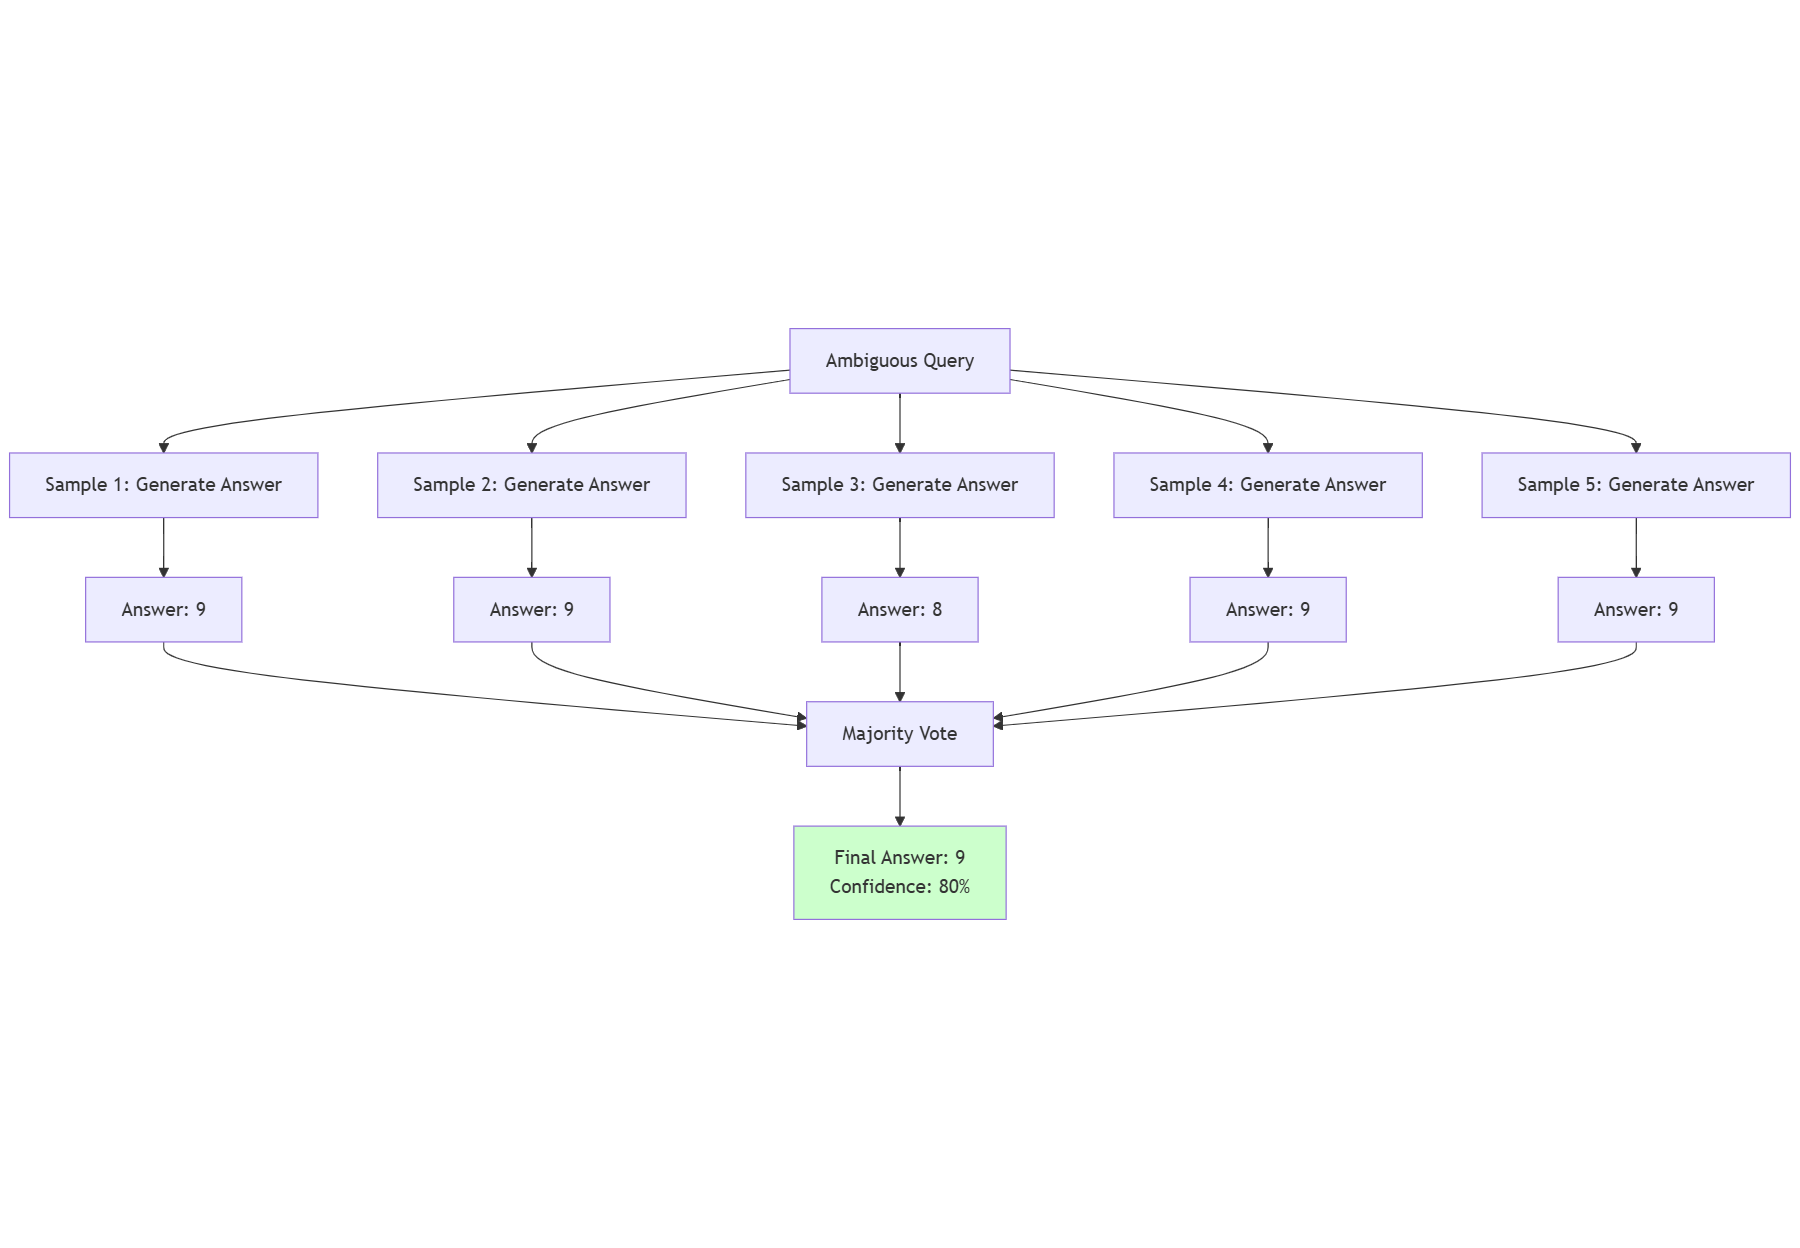 Ambiguous Query
Sample 1: Generate Answer
Sample 2: Generate Answer
Sample 3: Generate Answer
Sample 4: Generate Answer
Sample 5: Generate Answer
Answer: 9
Answer: 9
Answer: 8
Answer: 9
Answer: 9
Majority Vote
Final Answer: 9
Confidence: 80%